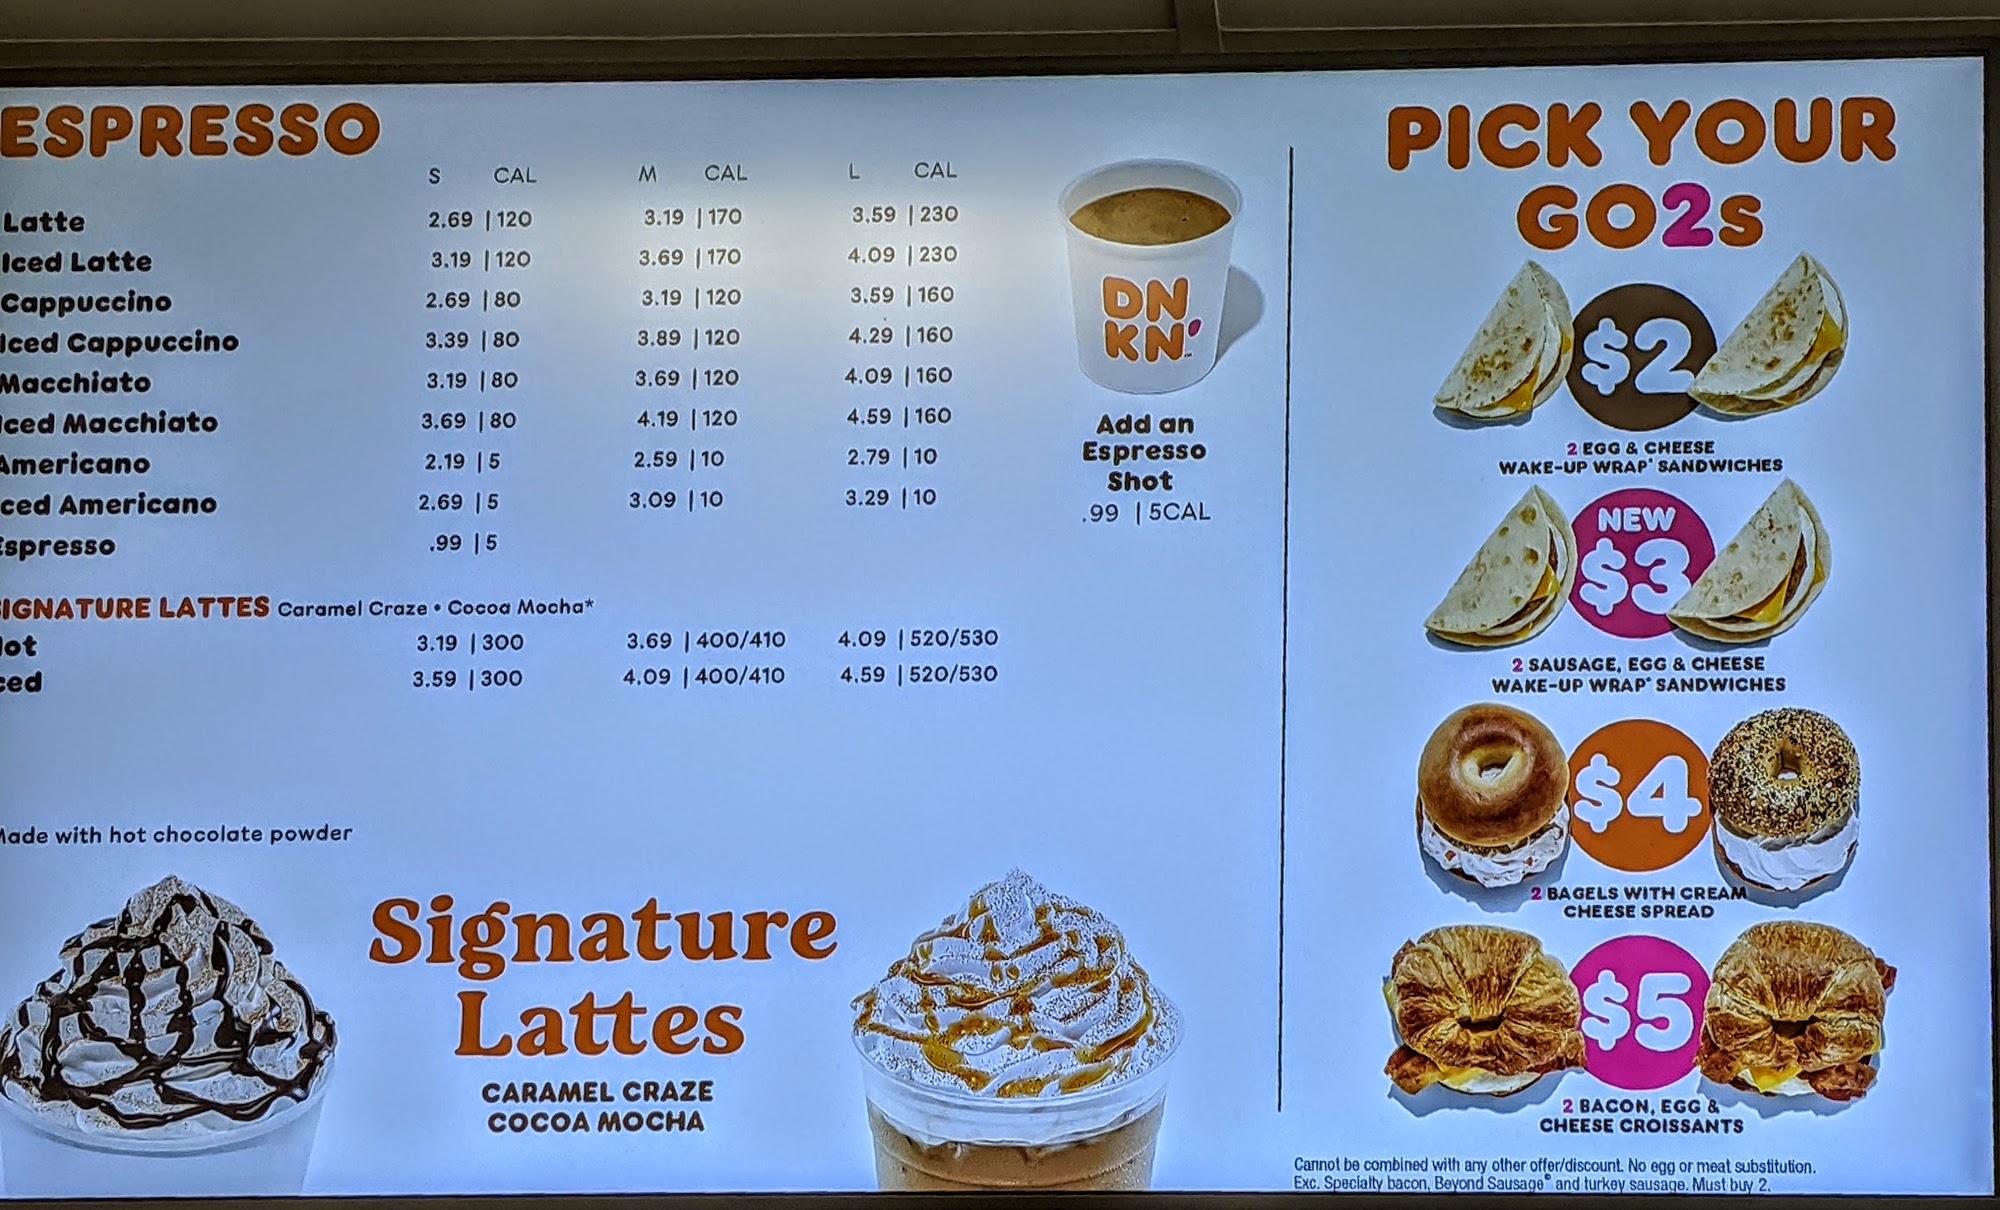 ESPRESSO
S CAL M CAL L CAL
Latte 2.69 | 120 3.19 | 170 3.59 | 230
Iced Latte 3.19 | 120 3.69 | 170 4.09 | 230
Cappuccino 2.69 | 80 3.19 | 120 3.59 | 160
Iced Cappuccino 3.39 | 80 3.89 | 120 4.29 | 160
Macchiato 3.19 | 80 3.69 | 120 4.09 | 160
ced Macchiato 3.69 | 80 4.19 | 120 4.59 | 160
Americano 2.19 | 5 2.59 | 10 2.79 | 10
ced Americano 2.69 | 5 3.09 | 10 3.29 | 10
Espresso .99 | 5
IGNATURE LATTES Caramel Craze • Cocoa Mocha*
ot 3.19 | 300 3.69 | 400/410 4.09 | 520/530
ced 3.59 | 300 4.09 | 400/410 4.59 | 520/530
Made with hot chocolate powder
Signature
Lattes
CARAMEL CRAZE
COCOA MOCHA
DN
KN'
Add an
Espresso
Shot
.99 | 5CAL
PICK YOUR
GO2s
$2
2 EGG & CHEESE
WAKE-UP WRAP® SANDWICHES
NEW
$3
2 SAUSAGE, EGG & CHEESE
WAKE-UP WRAP® SANDWICHES
$4
2 BAGELS WITH CREAM
CHEESE SPREAD
$5
2 BACON, EGG &
CHEESE CROISSANTS
Cannot be combined with any other offer/discount. No egg or meat substitution.
Exc. Specialty bacon, Beyond Sausage® and turkey sausage. Must buy 2.